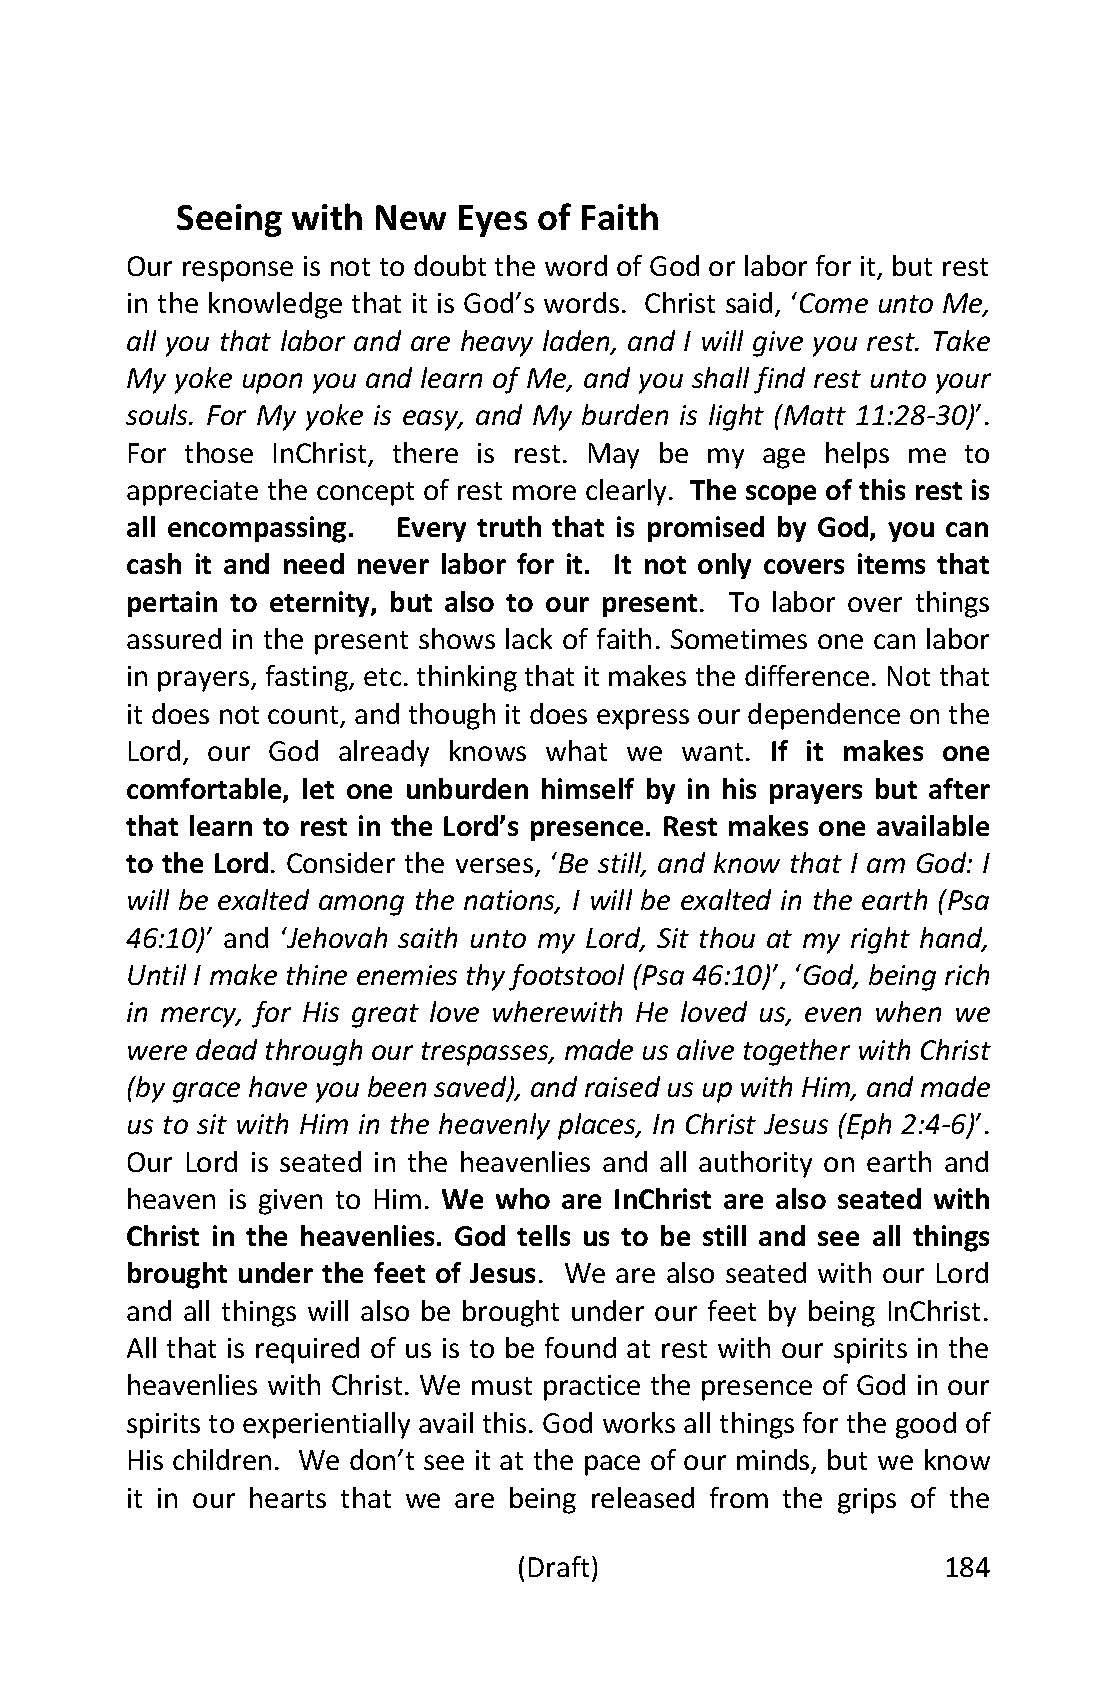 Seeing with New Eyes of Faith
Our response is not to doubt the word of God or labor for it, but rest
in the knowledge that it is God’s words. Christ said, ‘Come unto Me,
all you that labor and are heavy laden, and I will give you rest. Take
My yoke upon you and learn of Me, and you shall find rest unto your
souls. For My yoke is easy, and My burden is light (Matt 11:28-30)’.
For those InChrist, there is rest. May be my age helps me to
appreciate the concept of rest more clearly. The scope of this rest is
all encompassing. Every truth that is promised by God, you can
cash it and need never labor for it. It not only covers items that
pertain to eternity, but also to our present. To labor over things
assured in the present shows lack of faith. Sometimes one can labor
in prayers, fasting, etc. thinking that it makes the difference. Not that
it does not count, and though it does express our dependence on the
Lord, our God already knows what we want. If it makes one
comfortable, let one unburden himself by in his prayers but after
that learn to rest in the Lord’s presence. Rest makes one available
to the Lord. Consider the verses, ‘Be still, and know that I am God: I
will be exalted among the nations, I will be exalted in the earth (Psa
46:10)’ and ‘Jehovah saith unto my Lord, Sit thou at my right hand,
Until I make thine enemies thy footstool (Psa 46:10)’, ‘God, being rich
in mercy, for His great love wherewith He loved us, even when we
were dead through our trespasses, made us alive together with Christ
(by grace have you been saved), and raised us up with Him, and made
us to sit with Him in the heavenly places, In Christ Jesus (Eph 2:4-6)’.
Our Lord is seated in the heavenlies and all authority on earth and
heaven is given to Him. We who are InChrist are also seated with
Christ in the heavenlies. God tells us to be still and see all things
brought under the feet of Jesus. We are also seated with our Lord
and all things will also be brought under our feet by being InChrist.
All that is required of us is to be found at rest with our spirits in the
heavenlies with Christ. We must practice the presence of God in our
spirits to experientially avail this. God works all things for the good of
His children. We don’t see it at the pace of our minds, but we know
it in our hearts that we are being released from the grips of the
(Draft) 184